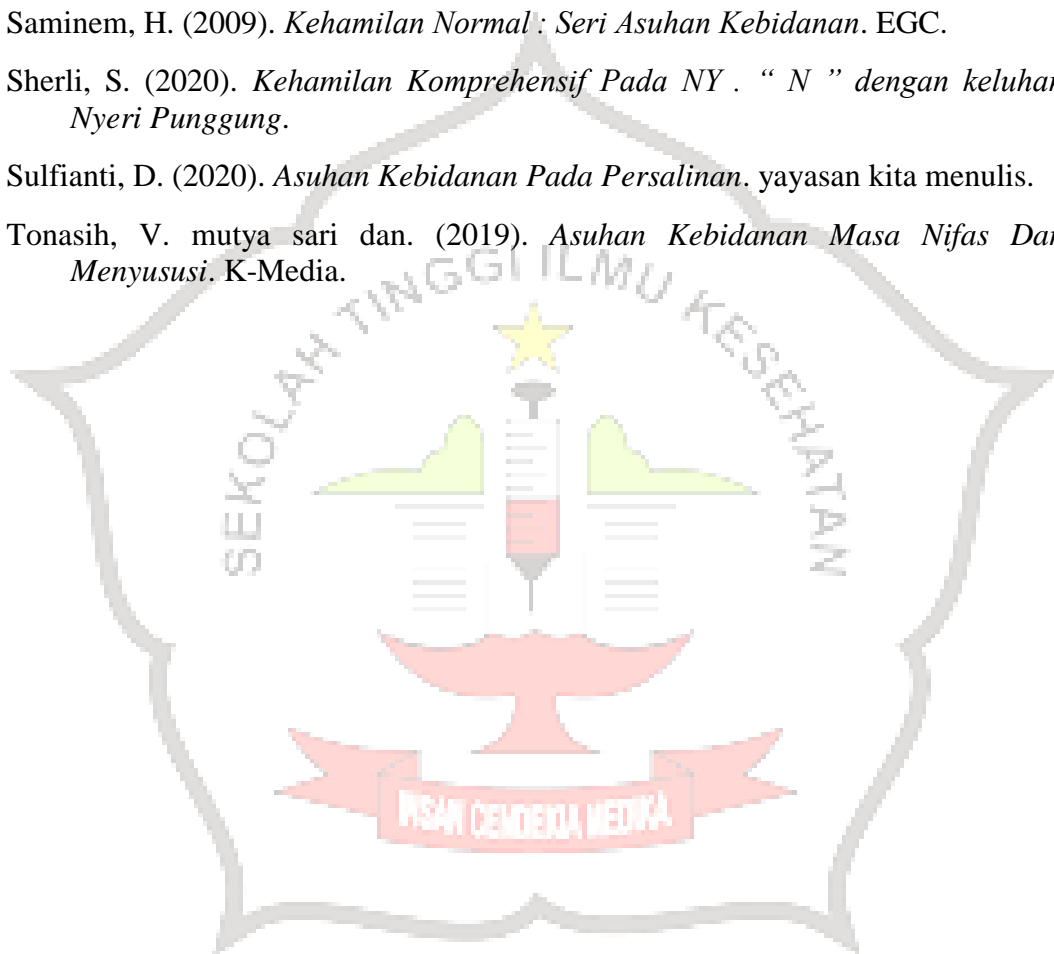 Saminem, H. (2009). Kehamilan Normal : Seri Asuhan Kebidanan. EGC.
Sherli, S. (2020). Kehamilan Komprehensif Pada NY . “ N ” dengan keluhan
Nyeri Punggung.
Sulfianti, D. (2020). Asuhan Kebidanan Pada Persalinan. yayasan kita menulis.
Tonasih, V. mutya sari dan. (2019). Asuhan Kebidanan Masa Nifas Dan
Menyususi. K-Media.
SEKOLAH TINGGI ILMU KESEHATAN
INSAN CENDEKIA MEDIKA